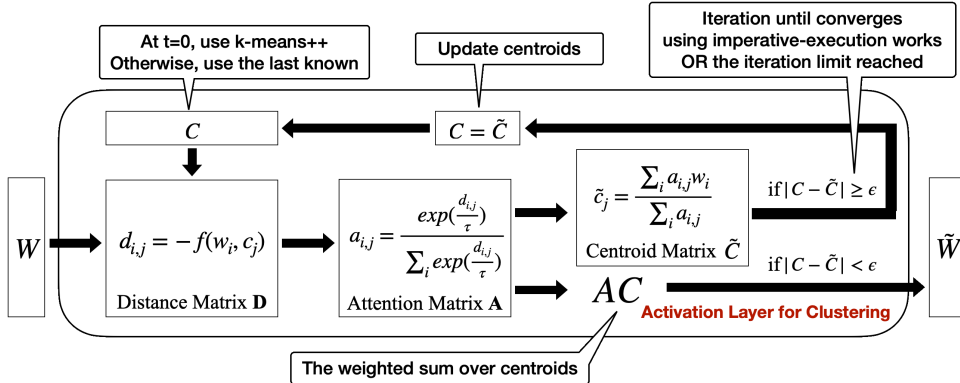 At t=0, use k-means++
Otherwise, use the last known
Update centroids
Iteration until converges
using imperative-execution works
OR the iteration limit reached
C
C = C̃
W
d_{i,j} = −f(w_i, c_j)
Distance Matrix D
a_{i,j} = exp(d_{i,j}/τ) / ∑_i exp(d_{i,j}/τ)
Attention Matrix A
c̃_j = ∑_i a_{i,j}w_i / ∑_i a_{i,j}
Centroid Matrix C̃
if|C − C̃| ≥ ϵ
if|C − C̃| < ϵ
W̃
AC
Activation Layer for Clustering
The weighted sum over centroids